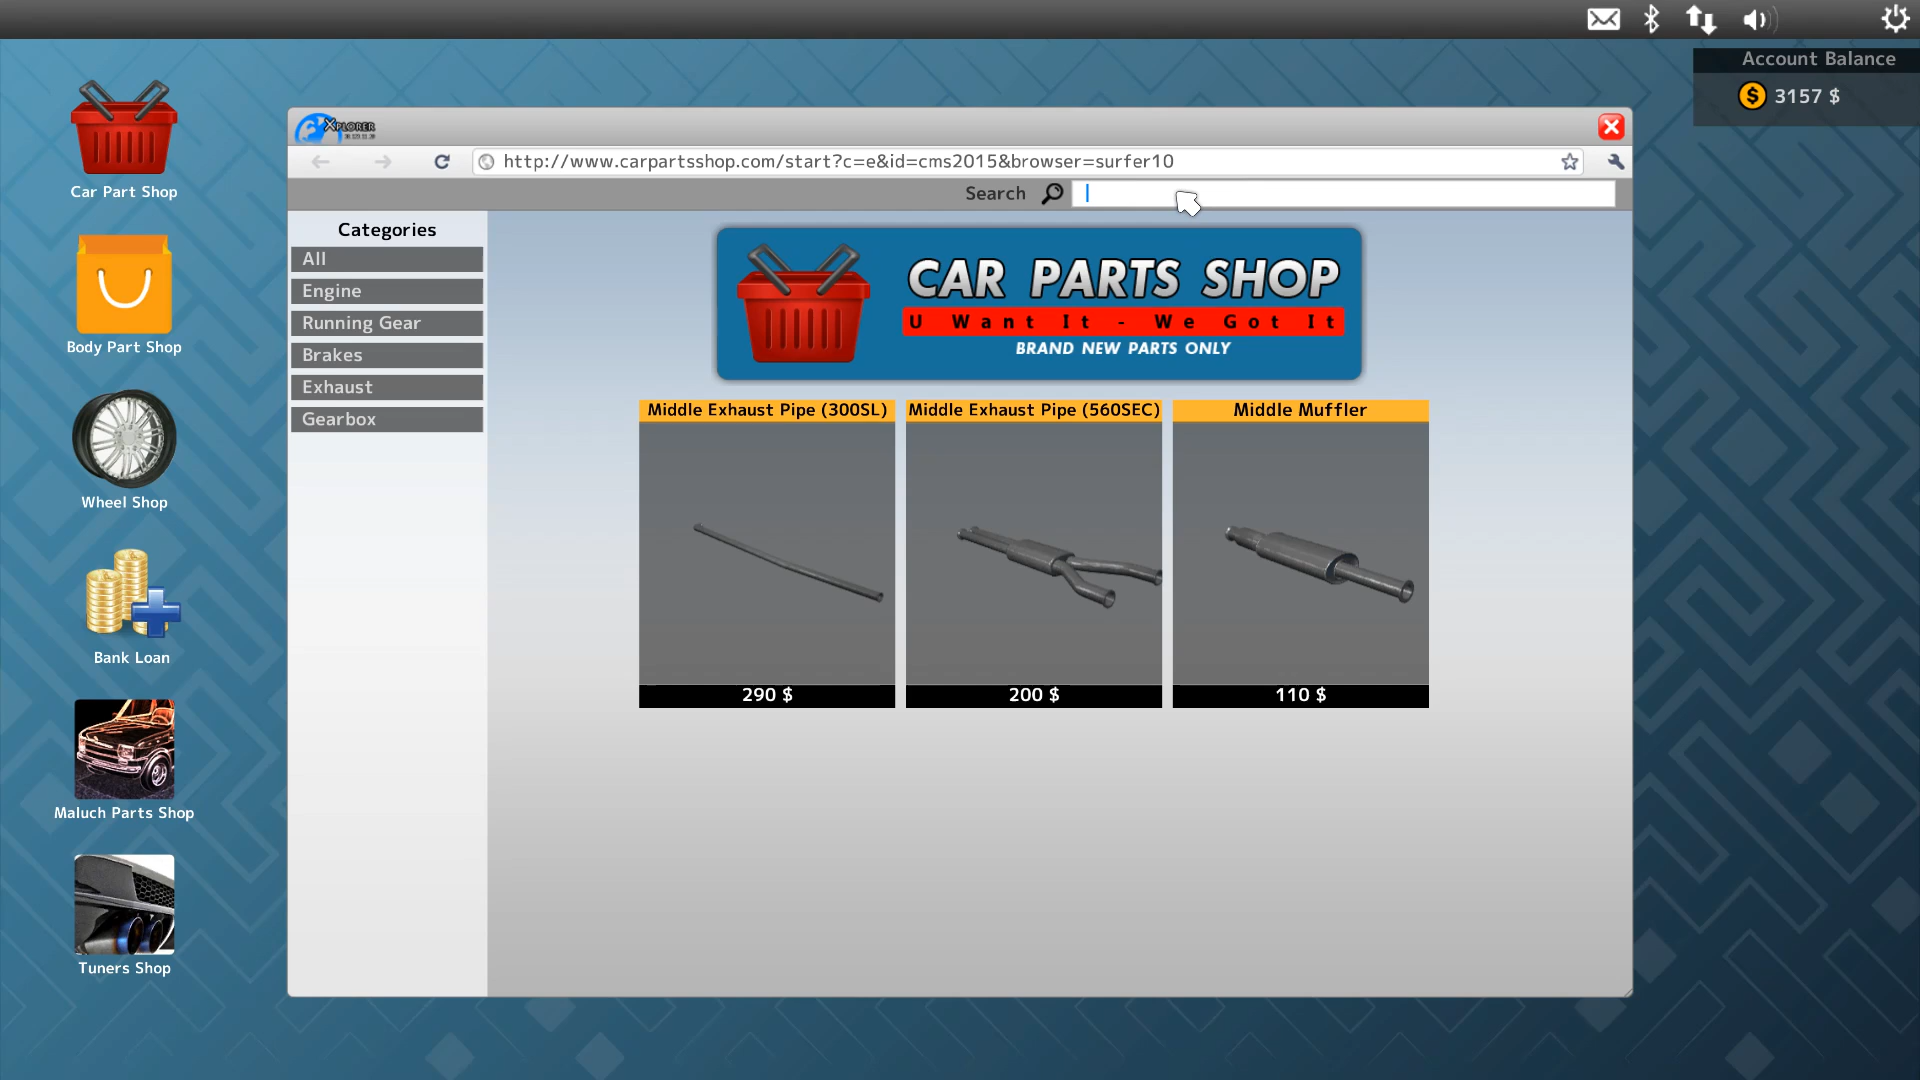 Account Balance
3157 $
Car Part Shop
Body Part Shop
Wheel Shop
Bank Loan
Maluch Parts Shop
Tuners Shop
XPLORER
http://www.carpartsshop.com/start?c=e&id=cms2015&browser=surfer10
Search
Categories
All
Engine
Running Gear
Brakes
Exhaust
Gearbox
CAR PARTS SHOP
U Want It - We Got It
BRAND NEW PARTS ONLY
Middle Exhaust Pipe (300SL)
290 $
Middle Exhaust Pipe (560SEC)
200 $
Middle Muffler
110 $